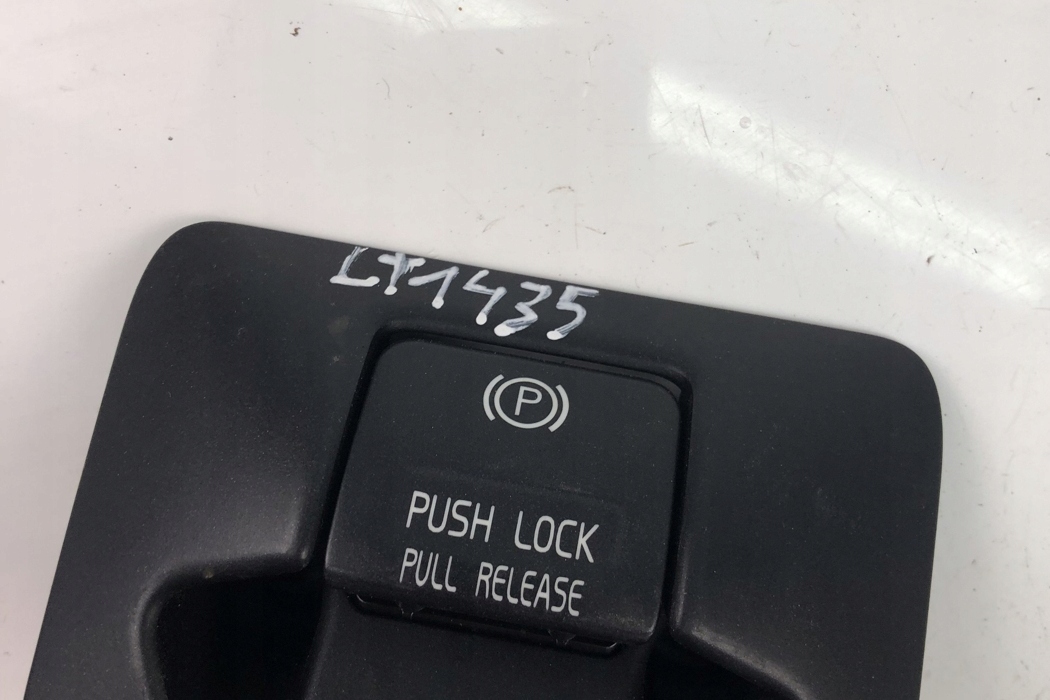 LT1435
P
PUSH LOCK
PULL RELEASE